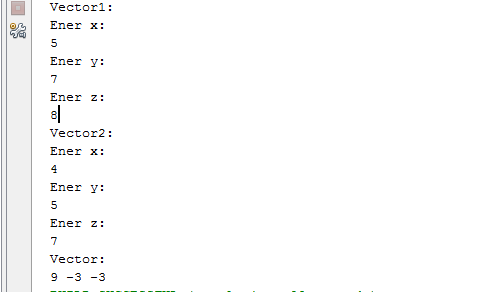 Vector1:
Ener x:
5
Ener y:
7
Ener z:
8
Vector2:
Ener x:
4
Ener y:
5
Ener z:
7
Vector:
9 -3 -3